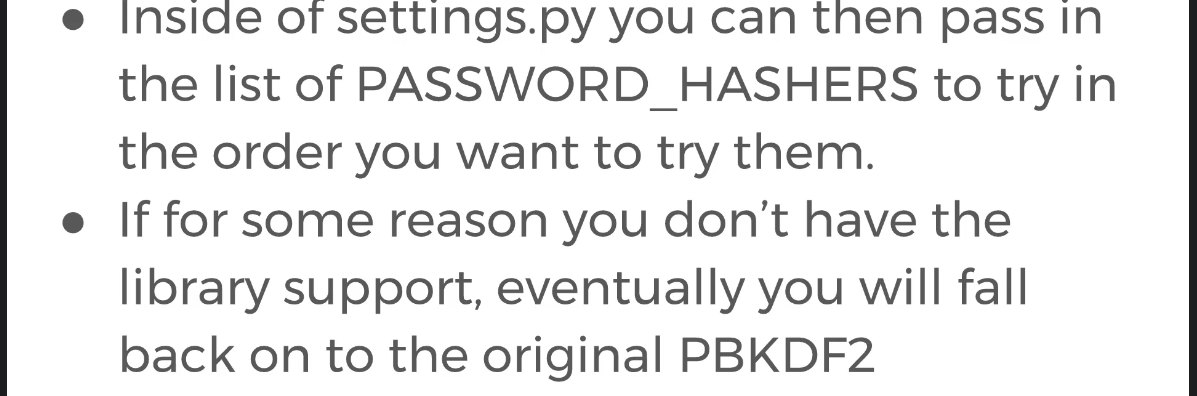 ● Inside of settings.py you can then pass in
the list of PASSWORD_HASHERS to try in
the order you want to try them.
● If for some reason you don’t have the
library support, eventually you will fall
back on to the original PBKDF2